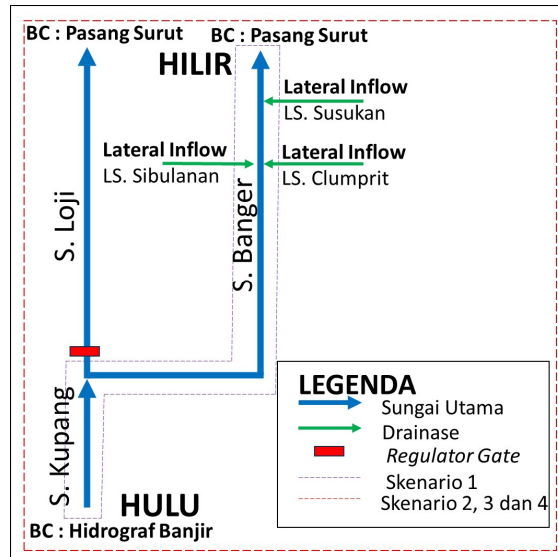 BC : Pasang Surut
BC : Pasang Surut
HILIR
Lateral Inflow
LS. Susukan
Lateral Inflow
LS. Sibulanan
Lateral Inflow
LS. Clumprit
S. Loji
S. Banger
S. Kupang
HULU
BC : Hidrograf Banjir
LEGENDA
Sungai Utama
Drainase
Regulator Gate
Skenario 1
Skenario 2, 3 dan 4